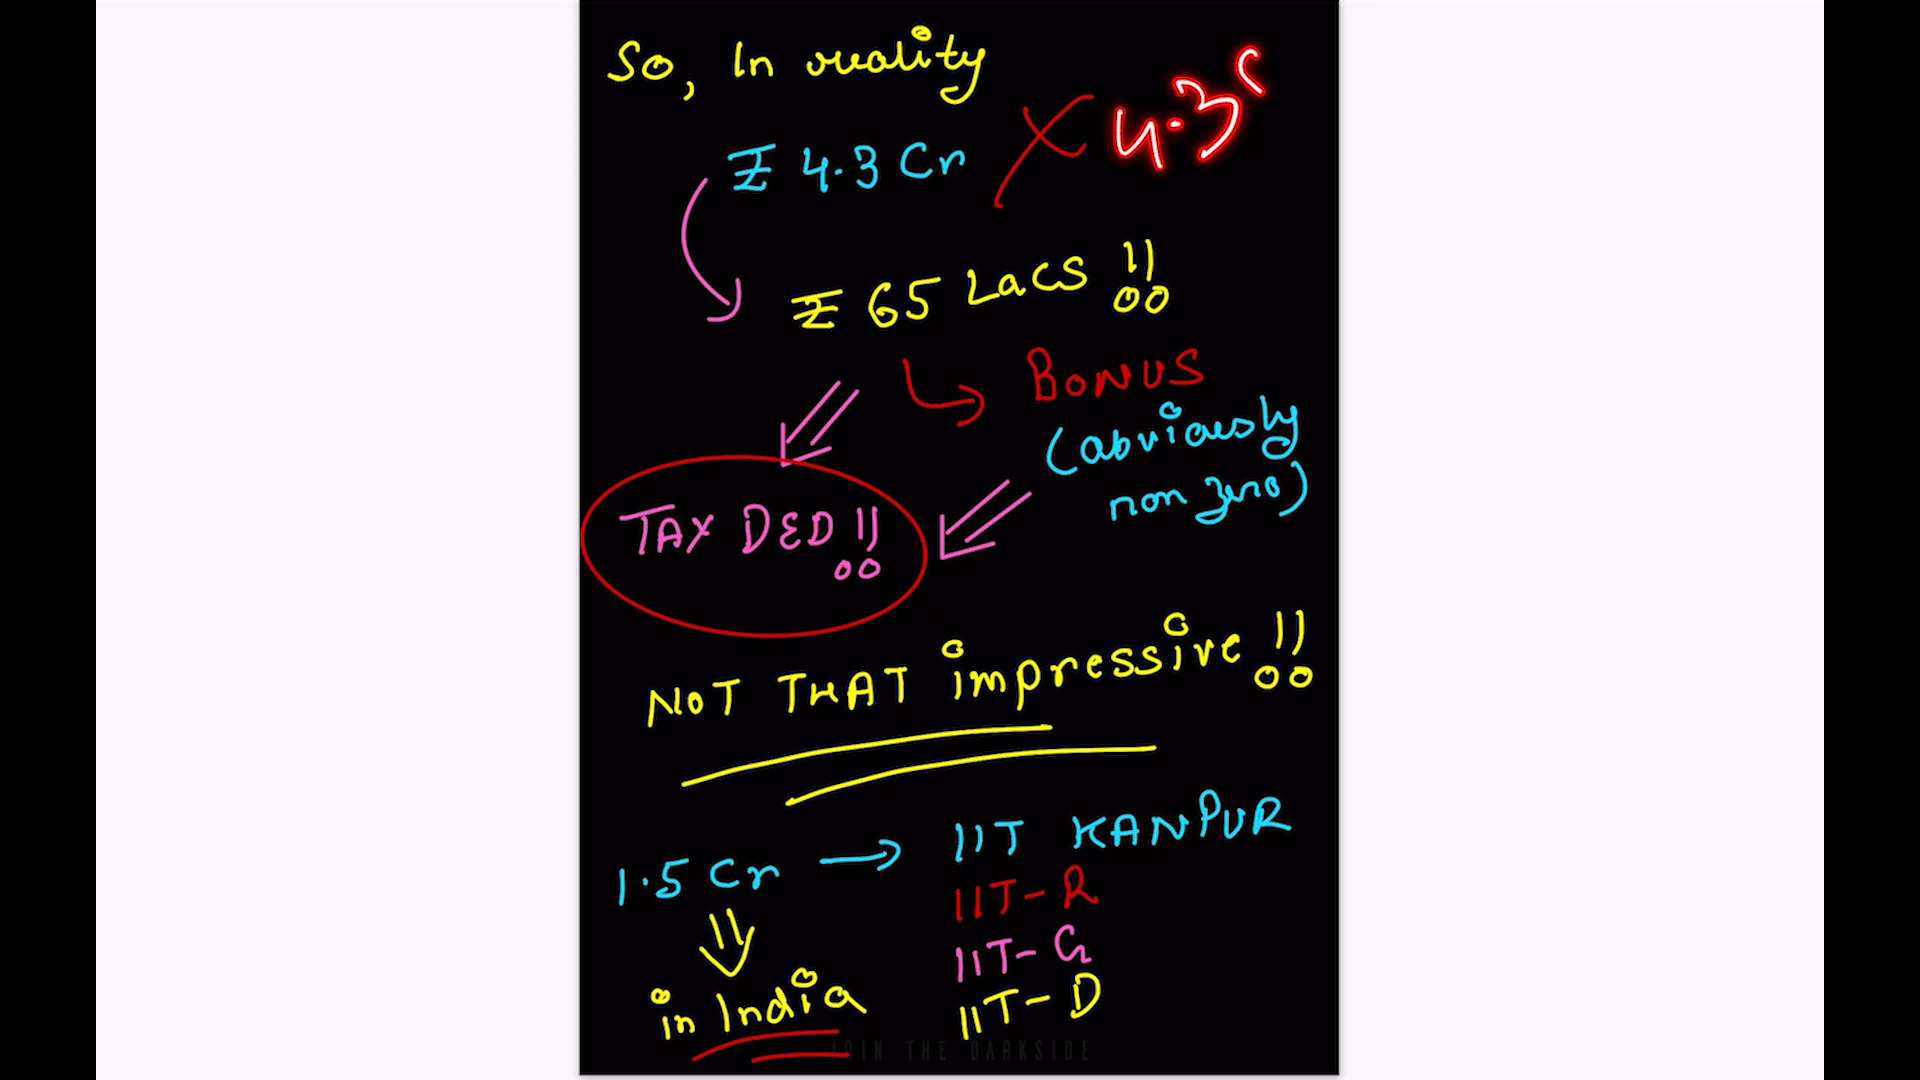 So, In reality
₹ 4.3 Cr
4.3
₹ 65 Lacs !!
Bonus
(obviously
non zero)
TAX DED !!
NOT THAT impressive !!
1.5 Cr → IIT KANPUR
IIT-R
IIT-G
in India
IIT-D
JOIN THE DARKSIDE